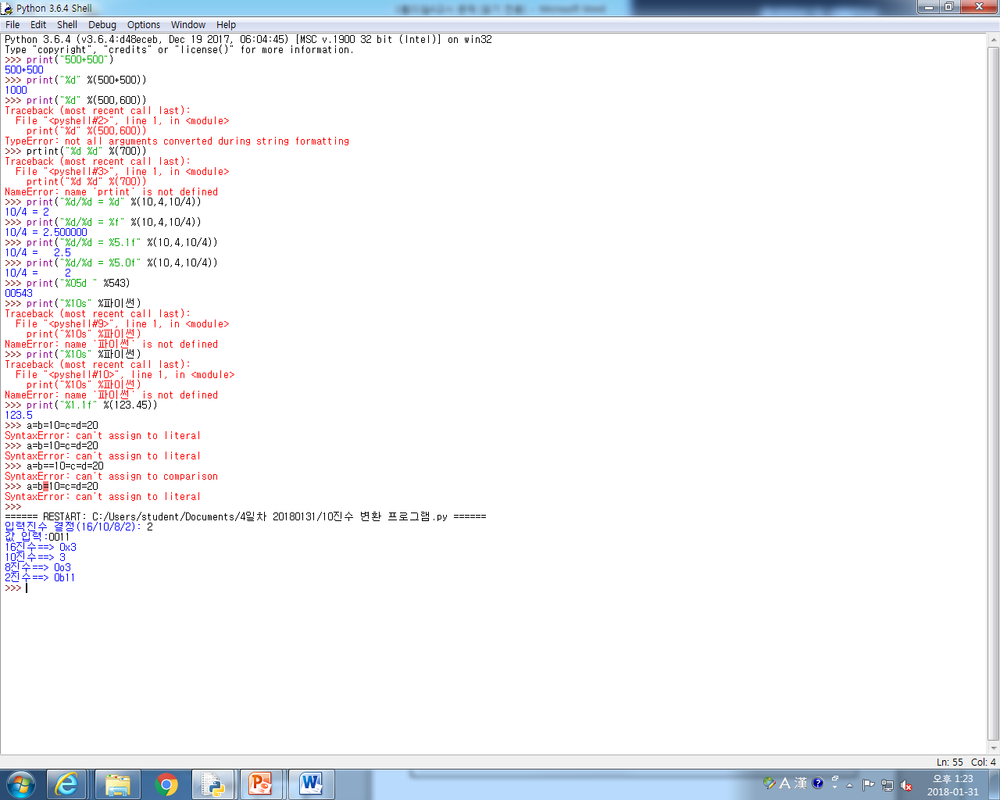 Python 3.6.4 Shell
File Edit Shell Debug Options Window Help
Python 3.6.4 (v3.6.4:d48eceb, Dec 19 2017, 06:04:45) [MSC v.1900 32 bit (Intel)] on win32
Type "copyright", "credits" or "license()" for more information.
>>> print("500+500")
500+500
>>> print("%d" %(500+500))
1000
>>> print("%d" %(500,600))
Traceback (most recent call last):
  File "<pyshell#2>", line 1, in <module>
    print("%d" %(500,600))
TypeError: not all arguments converted during string formatting
>>> prtint("%d %d" %(700))
Traceback (most recent call last):
  File "<pyshell#3>", line 1, in <module>
    prtint("%d %d" %(700))
NameError: name 'prtint' is not defined
>>> print("%d/%d = %d" %(10,4,10/4))
10/4 = 2
>>> print("%d/%d = %f" %(10,4,10/4))
10/4 = 2.500000
>>> print("%d/%d = %5.1f" %(10,4,10/4))
10/4 =   2.5
>>> print("%d/%d = %5.0f" %(10,4,10/4))
10/4 =     2
>>> print("%05d " %543)
00543
>>> print("%10s" %파이썬)
Traceback (most recent call last):
  File "<pyshell#9>", line 1, in <module>
    print("%10s" %파이썬)
NameError: name '파이썬' is not defined
>>> print("%10s" %파이썬)
Traceback (most recent call last):
  File "<pyshell#10>", line 1, in <module>
    print("%10s" %파이썬)
NameError: name '파이썬' is not defined
>>> print("%1.1f" %(123.45))
123.5
>>> a=b=10=c=d=20
SyntaxError: can't assign to literal
>>> a=b=10=c=d=20
SyntaxError: can't assign to literal
>>> a=b==10=c=d=20
SyntaxError: can't assign to comparison
>>> a=b=10=c=d=20
SyntaxError: can't assign to literal
>>>
====== RESTART: C:/Users/student/Documents/4일차 20180131/10진수 변환 프로그램.py ======
입력진수 결정(16/10/8/2): 2
값 입력:0011
16진수==> 0x3
10진수==> 3
8진수==> 0o3
2진수==> 0b11
>>>
Ln: 55 Col: 4
A 漢
오후 1:23
2018-01-31